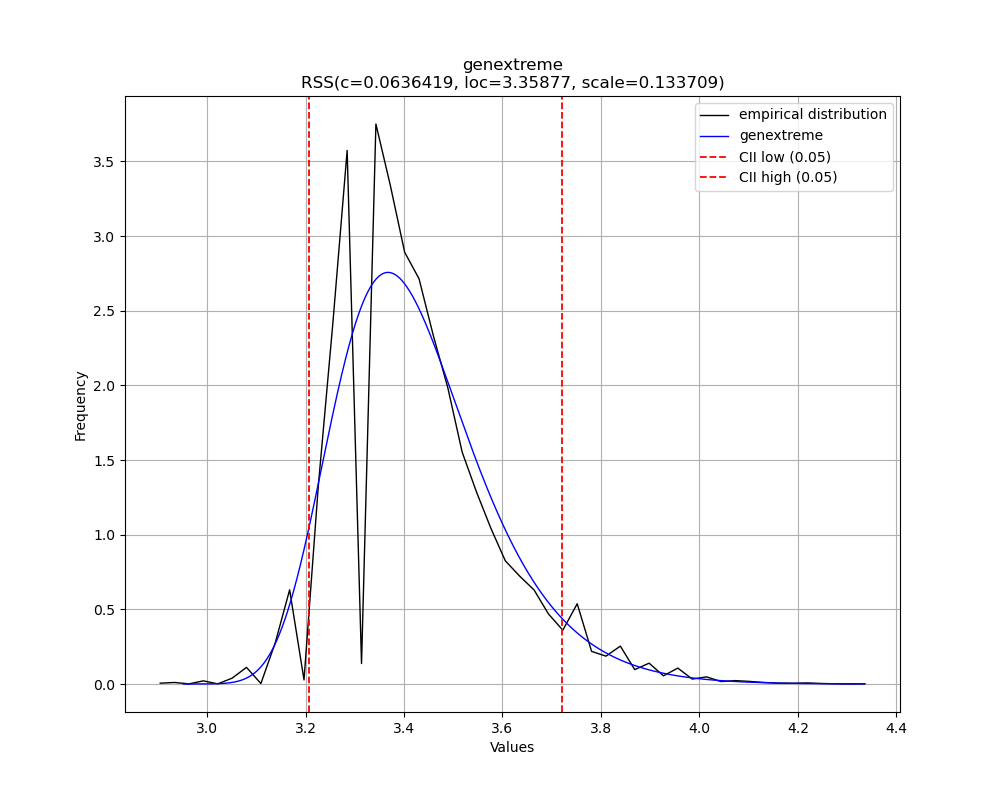 genextreme
RSS(c=0.0636419, loc=3.35877, scale=0.133709)
empirical distribution
genextreme
CII low (0.05)
CII high (0.05)
Frequency
3.5
3.0
2.5
2.0
1.5
1.0
0.5
0.0
3.0 3.2 3.4 3.6 3.8 4.0 4.2 4.4
Values